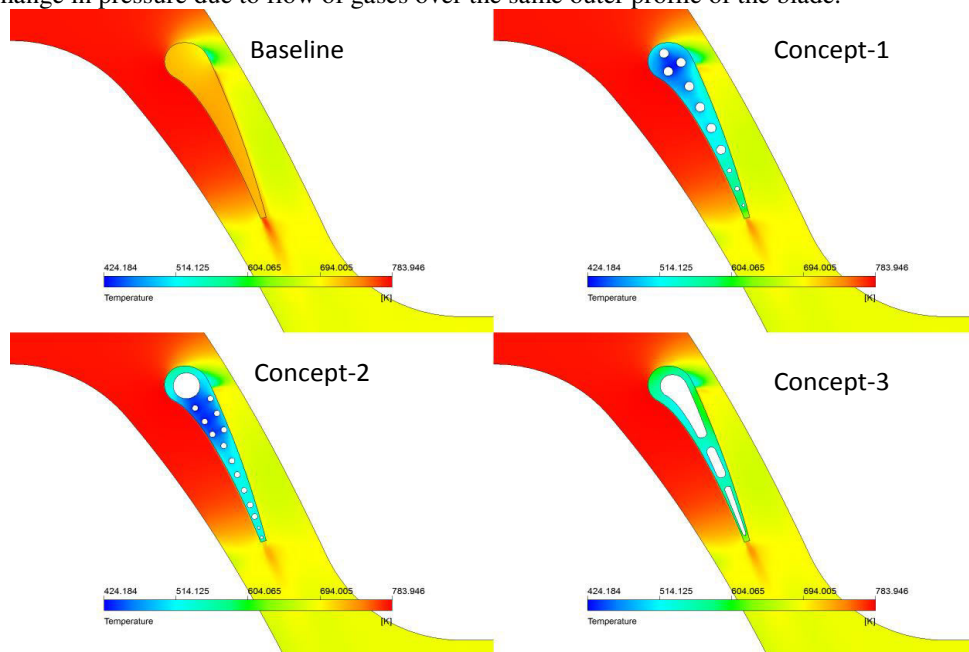 change in pressure due to flow of gases over the same outer profile of the blade.
Baseline
Concept-1
424.184 514.125 604.065 694.005 783.946
Temperature [K]
424.184 514.125 604.065 694.005 783.946
Temperature [K]
Concept-2
Concept-3
424.184 514.125 604.065 694.005 783.946
Temperature [K]
424.184 514.125 604.065 694.005 783.946
Temperature [K]